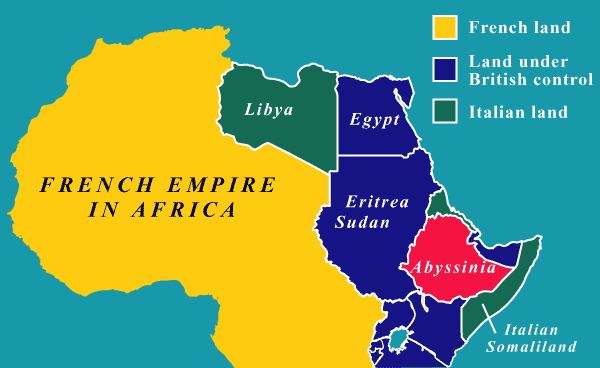 French land
Land under
British control
Italian land
Libya
Egypt
FRENCH EMPIRE
IN AFRICA
Eritrea
Sudan
Abyssinia
Italian
Somaliland